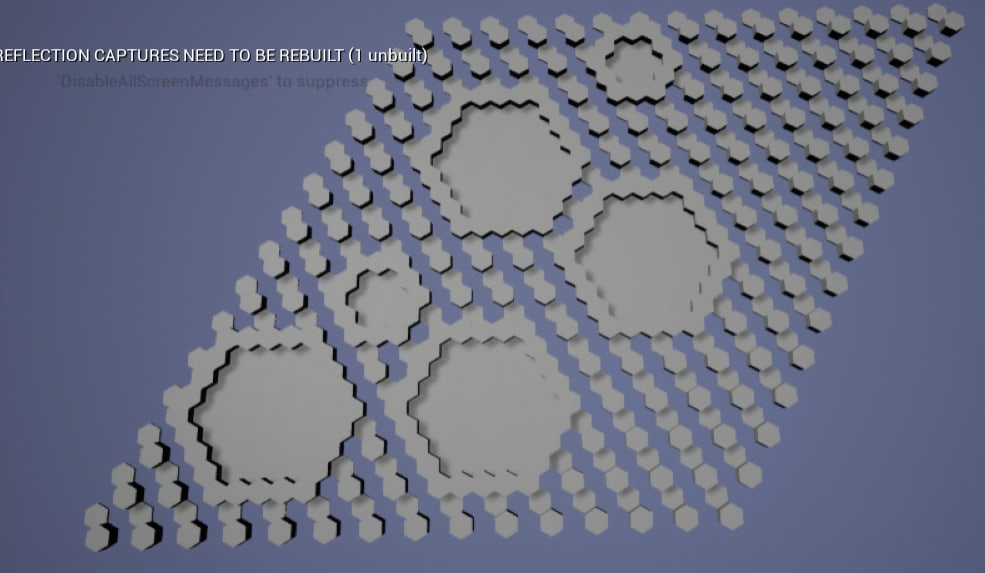 REFLECTION CAPTURES NEED TO BE REBUILT (1 unbuilt)
'DisableAllScreenMessages' to suppress